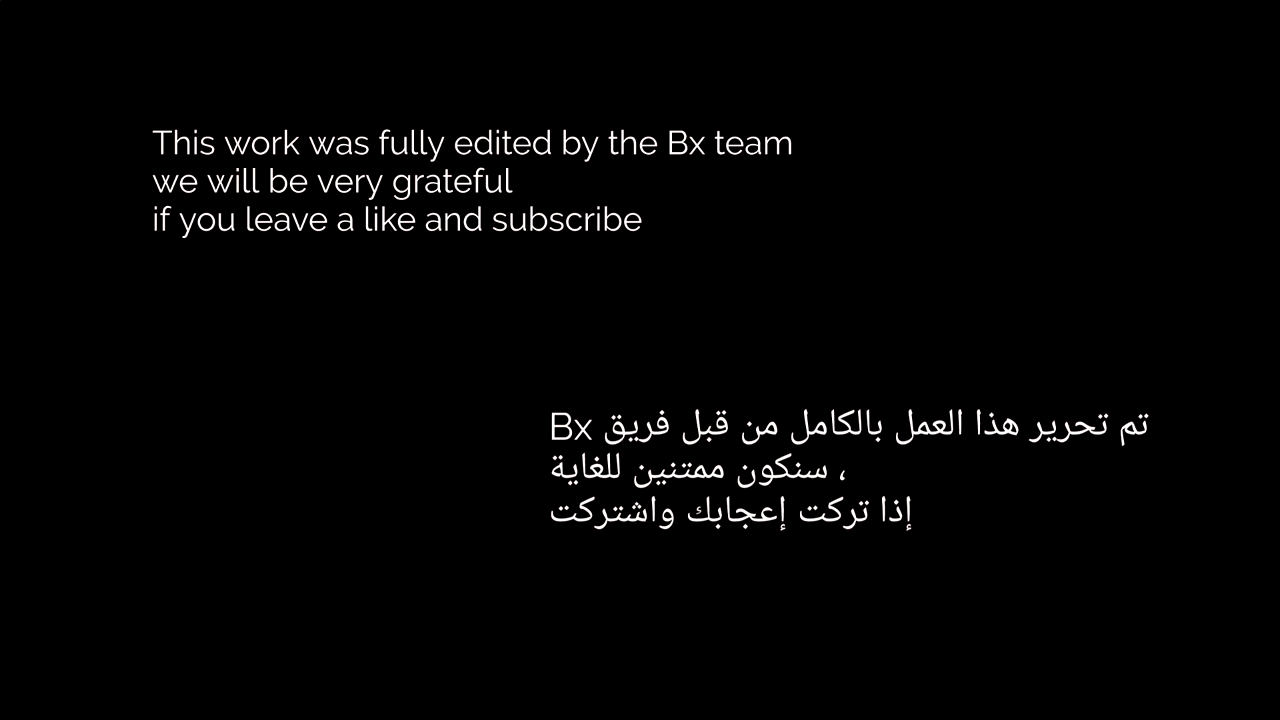 This work was fully edited by the Bx team
we will be very grateful
if you leave a like and subscribe
تم تحرير هذا العمل بالكامل من قبل فريق Bx
، سنكون ممتنين للغاية
إذا تركت إعجابك واشتركت